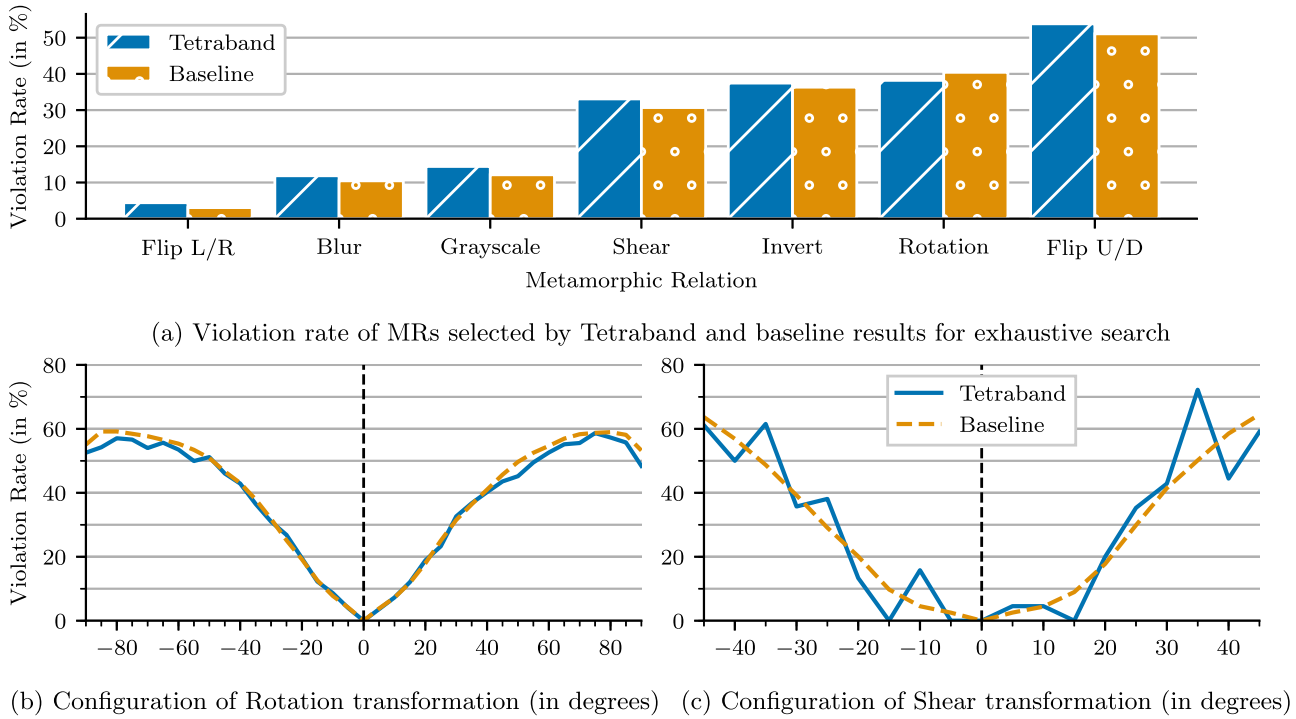 Violation Rate (in %)
50
40
30
20
10
0
Tetraband
Baseline
Flip L/R Blur Grayscale Shear Invert Rotation Flip U/D
Metamorphic Relation
(a) Violation rate of MRs selected by Tetraband and baseline results for exhaustive search
Violation Rate (in %)
80
60
40
20
0
−80 −60 −40 −20 0 20 40 60 80
(b) Configuration of Rotation transformation (in degrees)
80
60
40
20
0
Tetraband
Baseline
−40 −30 −20 −10 0 10 20 30 40
(c) Configuration of Shear transformation (in degrees)